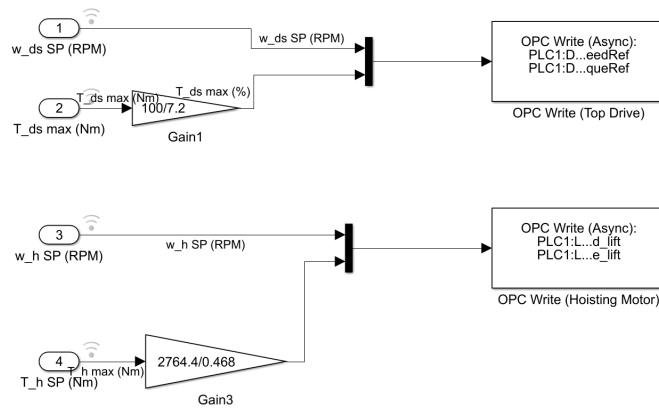 1
w_ds SP (RPM)
w_ds SP (RPM)
OPC Write (Async):
PLC1:D...eedRef
PLC1:D...queRef
OPC Write (Top Drive)
2
T_ds max (Nm)
T_ds max (Nm)
100/7.2
T_ds max (%)
Gain1
3
w_h SP (RPM)
w_h SP (RPM)
OPC Write (Async):
PLC1:L...d_lift
PLC1:L...e_lift
OPC Write (Hoisting Motor)
4
T_h SP (Nm)
T_h max (Nm)
2764.4/0.468
Gain3